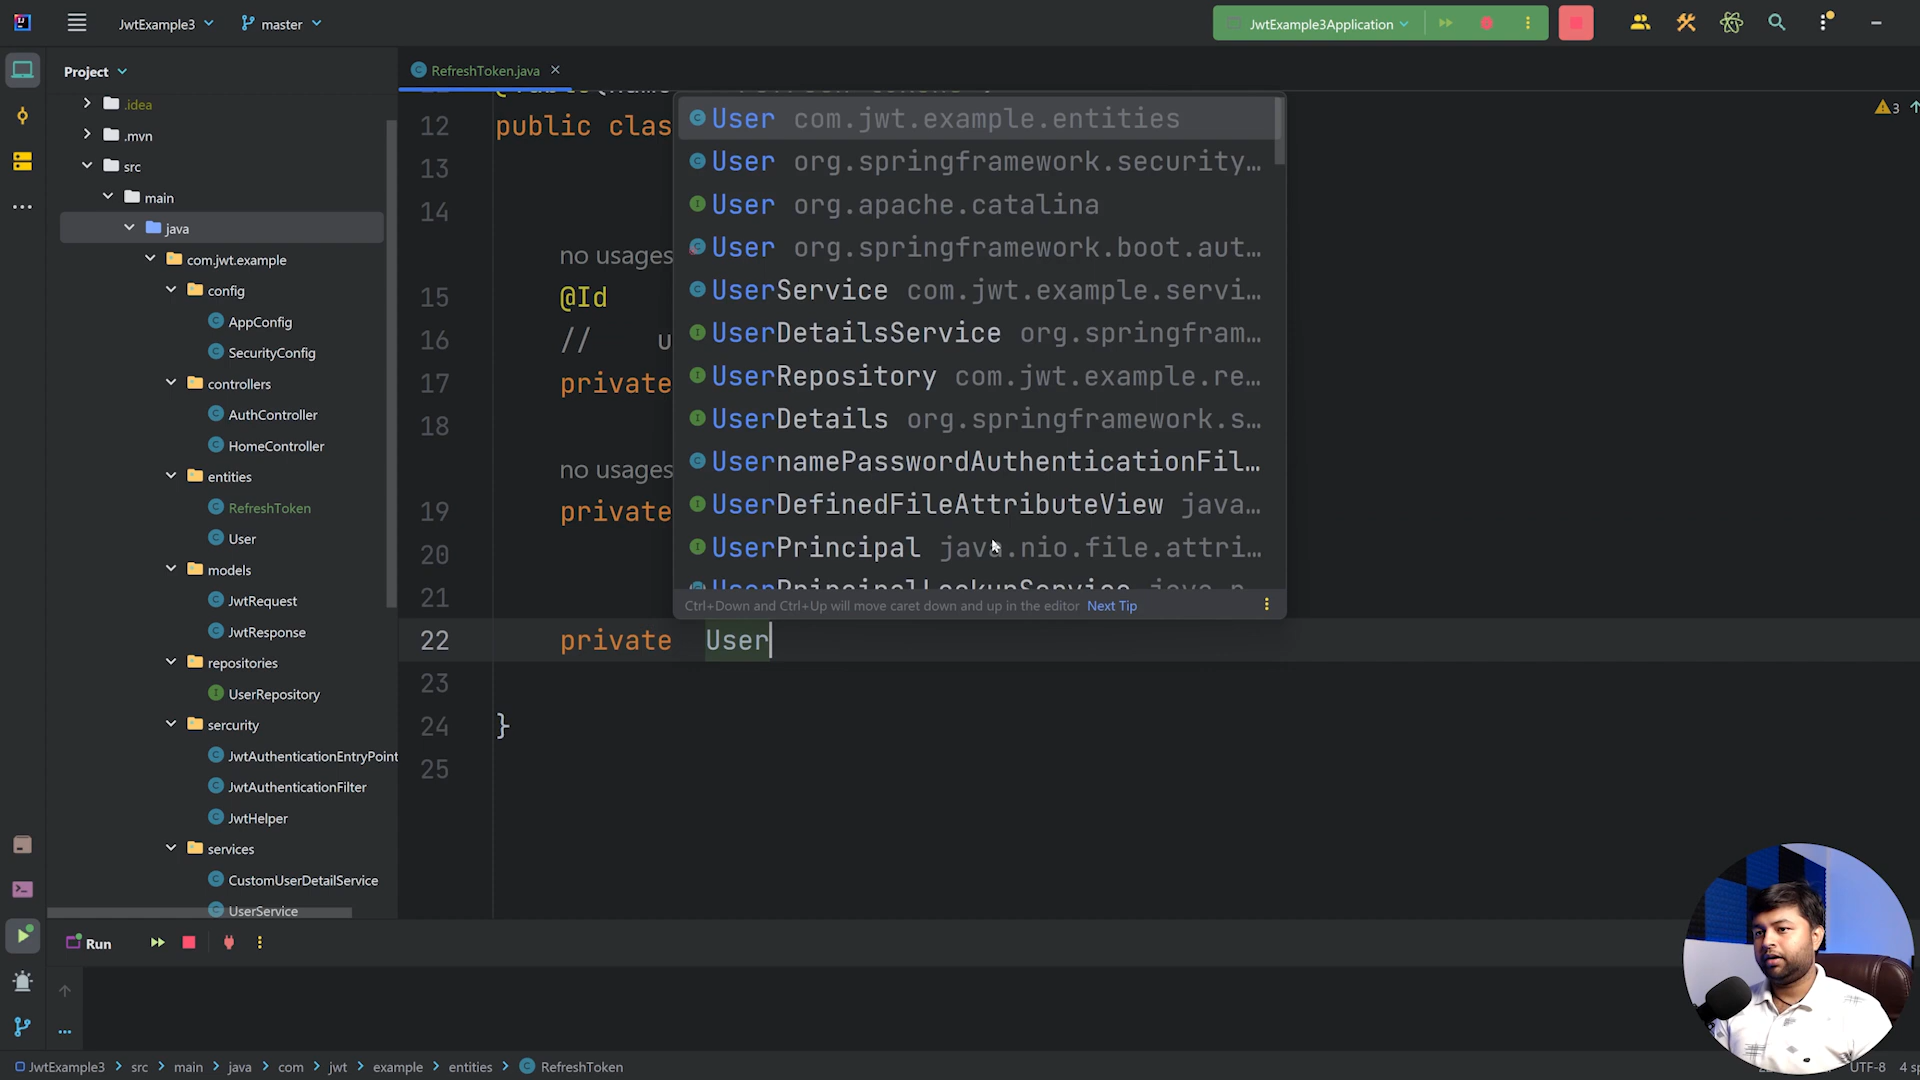 JwtExample3
master
JwtExample3Application
Project
RefreshToken.java
3
.idea
.mvn
src
main
java
com.jwt.example
config
AppConfig
SecurityConfig
controllers
AuthController
HomeController
entities
RefreshToken
User
models
JwtRequest
JwtResponse
repositories
UserRepository
sercurity
JwtAuthenticationEntryPoint
JwtAuthenticationFilter
JwtHelper
services
CustomUserDetailService
UserService
12 public clas
13
14
no usages
15 @Id
16 // u
17 private
18
no usages
19 private
20
21
22 private User
23
24 }
25
User com.jwt.example.entities
User org.springframework.security…
User org.apache.catalina
User org.springframework.boot.aut…
UserService com.jwt.example.servi…
UserDetailsService org.springfram…
UserRepository com.jwt.example.re…
UserDetails org.springframework.s…
UsernamePasswordAuthenticationFil…
UserDefinedFileAttributeView java…
UserPrincipal java.nio.file.attri…
Ctrl+Down and Ctrl+Up will move caret down and up in the editor Next Tip
Run
JwtExample3 > src > main > java > com > jwt > example > entities > RefreshToken
UTF-8 4 sp